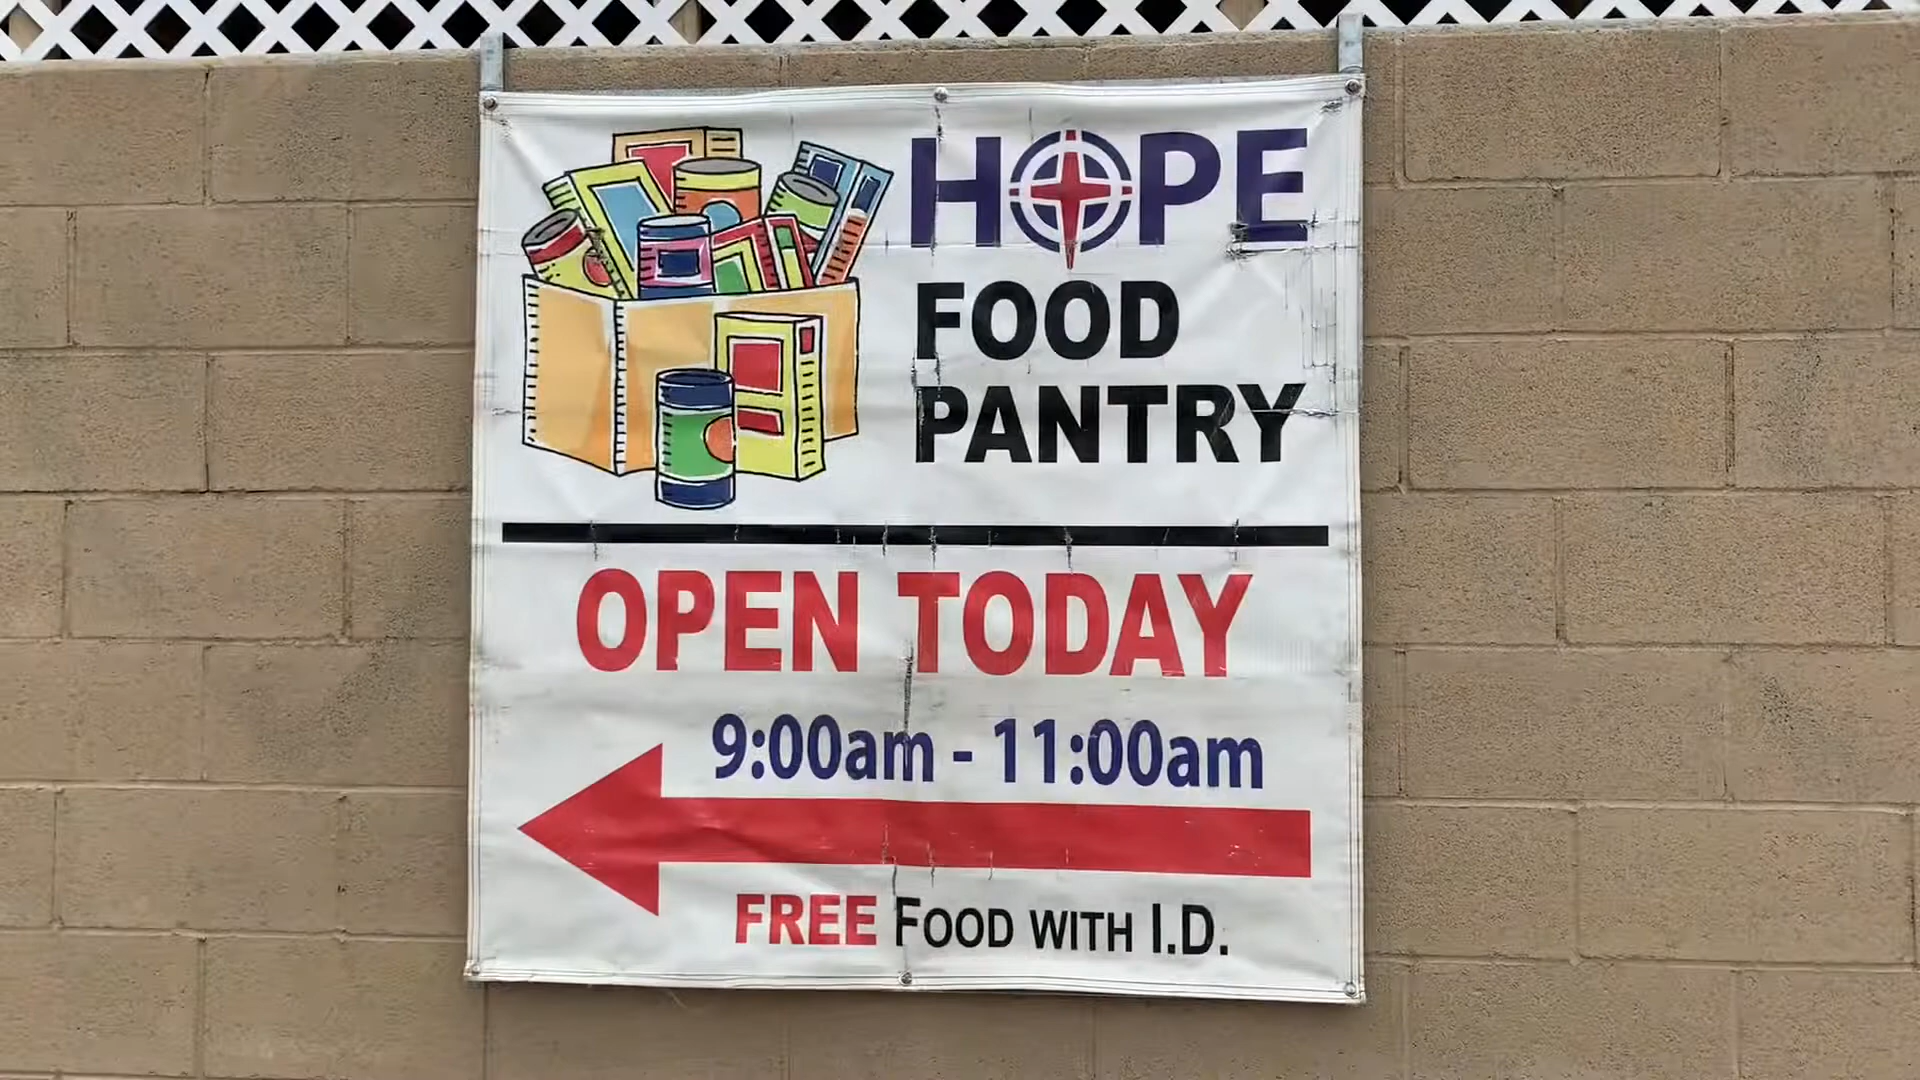 HOPE
FOOD
PANTRY
OPEN TODAY
9:00am - 11:00am
FREE FOOD WITH I.D.